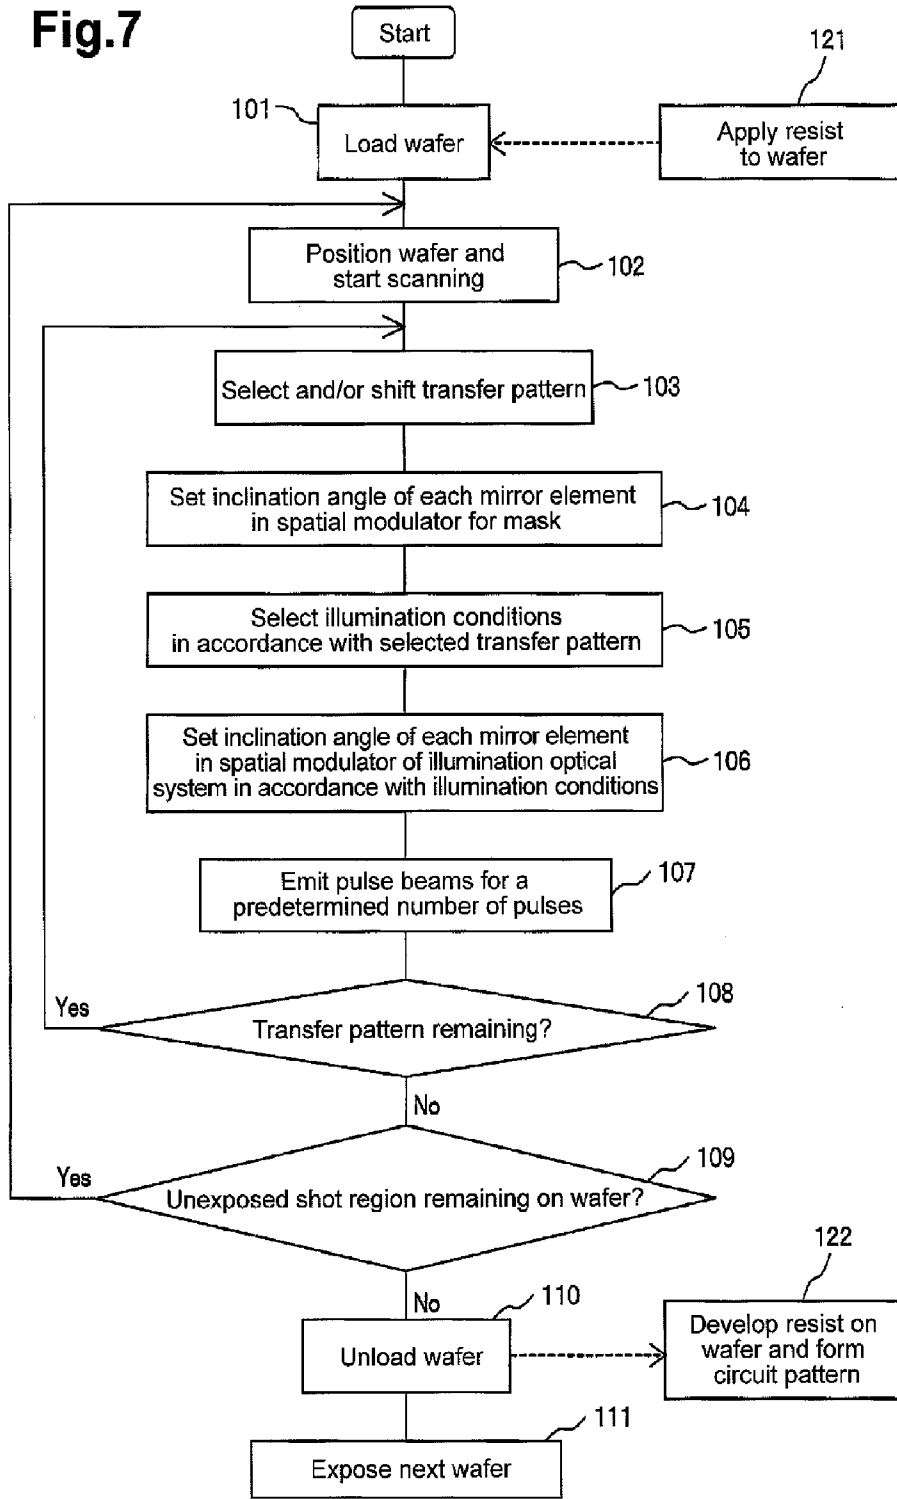 Fig.7
Start
121
101
Load wafer
Apply resist
to wafer
Position wafer and
start scanning
102
Select and/or shift transfer pattern
103
Set inclination angle of each mirror element
in spatial modulator for mask
104
Select illumination conditions
in accordance with selected transfer pattern
105
Set inclination angle of each mirror element
in spatial modulator of illumination optical
system in accordance with illumination conditions
106
Emit pulse beams for a
predetermined number of pulses
107
108
Yes
Transfer pattern remaining?
No
109
Yes
Unexposed shot region remaining on wafer?
122
No
110
Unload wafer
Develop resist on
wafer and form
circuit pattern
111
Expose next wafer